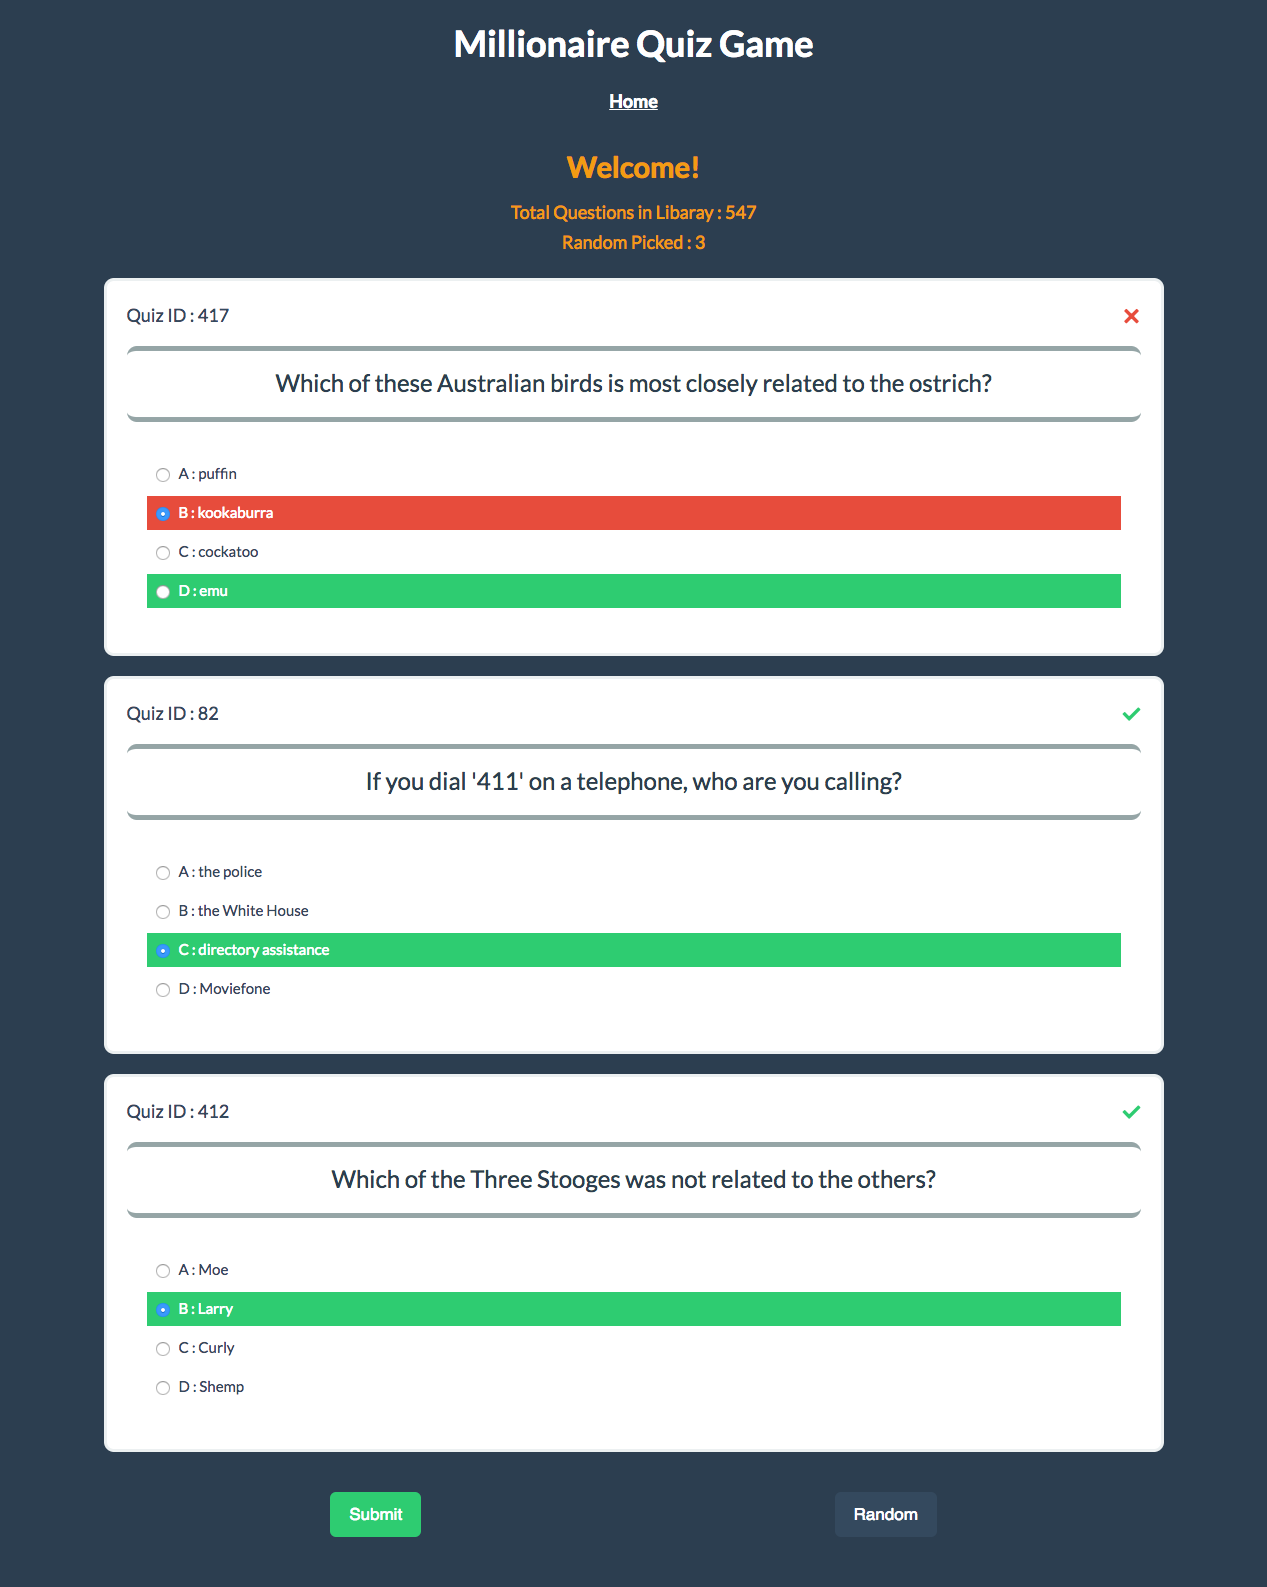 Millionaire Quiz Game
Home
Welcome!
Total Questions in Libaray : 547
Random Picked : 3
Quiz ID : 417
Which of these Australian birds is most closely related to the ostrich?
A : puffin
B : kookaburra
C : cockatoo
D : emu
Quiz ID : 82
If you dial '411' on a telephone, who are you calling?
A : the police
B : the White House
C : directory assistance
D : Moviefone
Quiz ID : 412
Which of the Three Stooges was not related to the others?
A : Moe
B : Larry
C : Curly
D : Shemp
Submit
Random